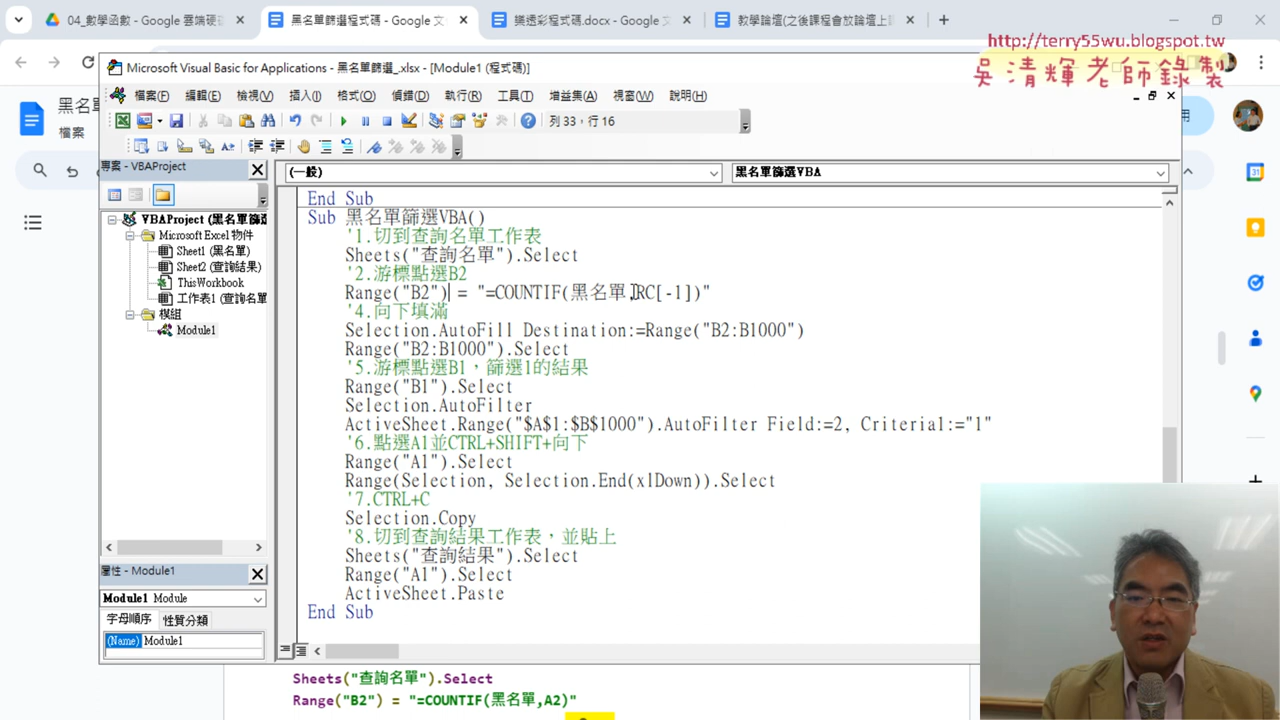 04_數學函數 - Google 雲端硬
黑名單篩選程式碼 - Google 文
樂透彩程式碼.docx - Google 文
教學論壇(之後課程會放論壇上
http://terry55wu.blogspot.tw
吳清輝老師錄製
Microsoft Visual Basic for Applications - 黑名單篩選_.xlsx - [Module1 (程式碼)]
檔案(F) 編輯(E) 檢視(V) 插入(I) 格式(O) 偵錯(D) 執行(R) 工具(T) 增益集(A) 視窗(W) 說明(H)
黑名單
檔案
列 33，行 16
專案 - VBAProject
(一般)
黑名單篩選VBA
VBAProject (黑名單篩選
Microsoft Excel 物件
Sheet1 (黑名單)
Sheet2 (查詢結果)
ThisWorkbook
工作表1 (查詢名單
模組
Module1
屬性 - Module1
Module1 Module
字母順序 性質分類
(Name) Module1
End Sub
Sub 黑名單篩選VBA()
'1.切到查詢名單工作表
Sheets("查詢名單").Select
'2.游標點選B2
Range("B2") = "=COUNTIF(黑名單,RC[-1])"
'4.向下填滿
Selection.AutoFill Destination:=Range("B2:B1000")
Range("B2:B1000").Select
'5.游標點選B1，篩選1的結果
Range("B1").Select
Selection.AutoFilter
ActiveSheet.Range("$A$1:$B$1000").AutoFilter Field:=2, Criteria1:="1"
'6.點選A1並CTRL+SHIFT+向下
Range("A1").Select
Range(Selection, Selection.End(xlDown)).Select
'7.CTRL+C
Selection.Copy
'8.切到查詢結果工作表，並貼上
Sheets("查詢結果").Select
Range("A1").Select
ActiveSheet.Paste
End Sub
Sheets("查詢名單").Select
Range("B2") = "=COUNTIF(黑名單,A2)"